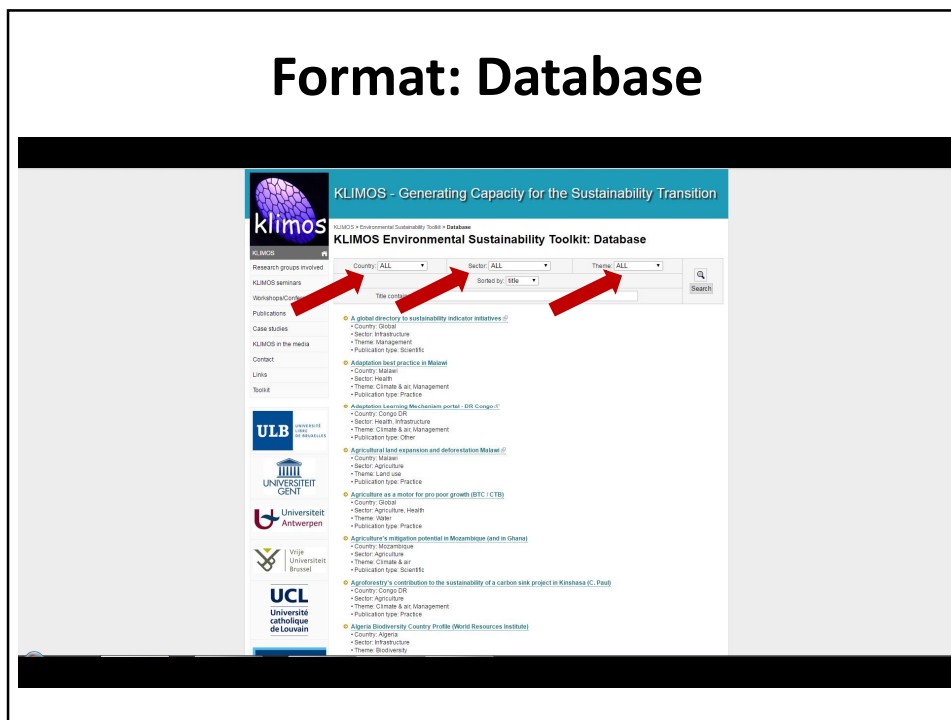 Format: Database
klimos
KLIMOS - Generating Capacity for the Sustainability Transition
KLIMOS > Environmental Sustainability Toolkit > Database
KLIMOS Environmental Sustainability Toolkit: Database
KLIMOS
Research groups involved
KLIMOS seminars
Publications
Case studies
KLIMOS in the media
Contact
Links
Toolkit
Country: ALL
Sector: ALL
Theme: ALL
Sorted by: title
Search
Title
A global directory to sustainability indicator initiatives
• Country: Global
• Sector: Infrastructure
• Theme: Management
• Publication type: Scientific
Adaptation best practice in Malawi
• Country: Malawi
• Sector: Health
• Theme: Climate & air, Management
• Publication type: Practice
Adaptation Learning Mechanism portal - DR Congo
• Country: Congo DR
• Sector: Health, Infrastructure
• Theme: Climate & air, Management
• Publication type: Other
Agricultural land expansion and deforestation Malawi
• Country: Malawi
• Sector: Agriculture
• Theme: Land use
• Publication type: Practice
Agriculture as a motor for pro poor growth (BTC / CTB)
• Country: Global
• Sector: Agriculture, Health
• Theme: Water
• Publication type: Practice
Agriculture's mitigation potential in Mozambique (and in Ghana)
• Country: Mozambique
• Sector: Agriculture
• Theme: Climate & air
• Publication type: Scientific
Agroforestry's contribution to the sustainability of a carbon sink project in Kinshasa (C. Paul)
• Country: Congo DR
• Sector: Agriculture
• Theme: Climate & air, Management
• Publication type: Practice
Algeria Biodiversity Country Profile (World Resources Institute)
• Country: Algeria
• Sector: Infrastructure
• Theme: Biodiversity
ULB
UNIVERSITÉ
LIBRE
DE BRUXELLES
UNIVERSITEIT
GENT
Universiteit
Antwerpen
Vrije
Universiteit
Brussel
UCL
Université
catholique
de Louvain